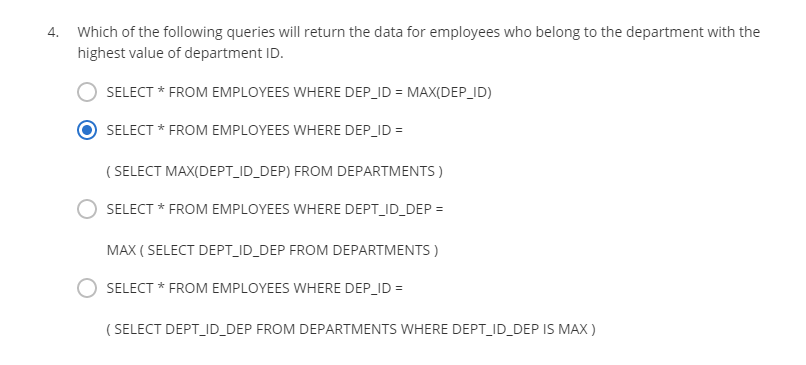 4. Which of the following queries will return the data for employees who belong to the department with the
highest value of department ID.
SELECT * FROM EMPLOYEES WHERE DEP_ID = MAX(DEP_ID)
SELECT * FROM EMPLOYEES WHERE DEP_ID =
( SELECT MAX(DEPT_ID_DEP) FROM DEPARTMENTS )
SELECT * FROM EMPLOYEES WHERE DEPT_ID_DEP =
MAX ( SELECT DEPT_ID_DEP FROM DEPARTMENTS )
SELECT * FROM EMPLOYEES WHERE DEP_ID =
( SELECT DEPT_ID_DEP FROM DEPARTMENTS WHERE DEPT_ID_DEP IS MAX )